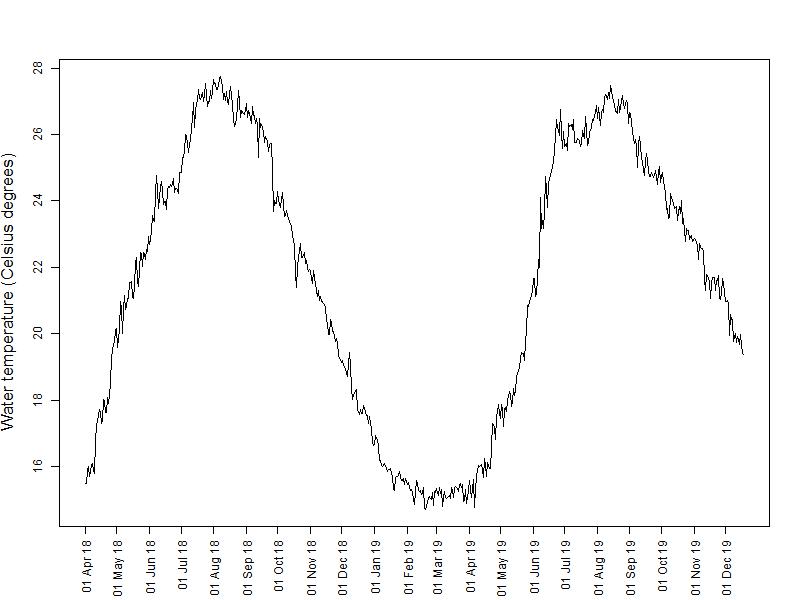 Water temperature (Celsius degrees)
28
26
24
22
20
18
16
01 Apr 18
01 May 18
01 Jun 18
01 Jul 18
01 Aug 18
01 Sep 18
01 Oct 18
01 Nov 18
01 Dec 18
01 Jan 19
01 Feb 19
01 Mar 19
01 Apr 19
01 May 19
01 Jun 19
01 Jul 19
01 Aug 19
01 Sep 19
01 Oct 19
01 Nov 19
01 Dec 19